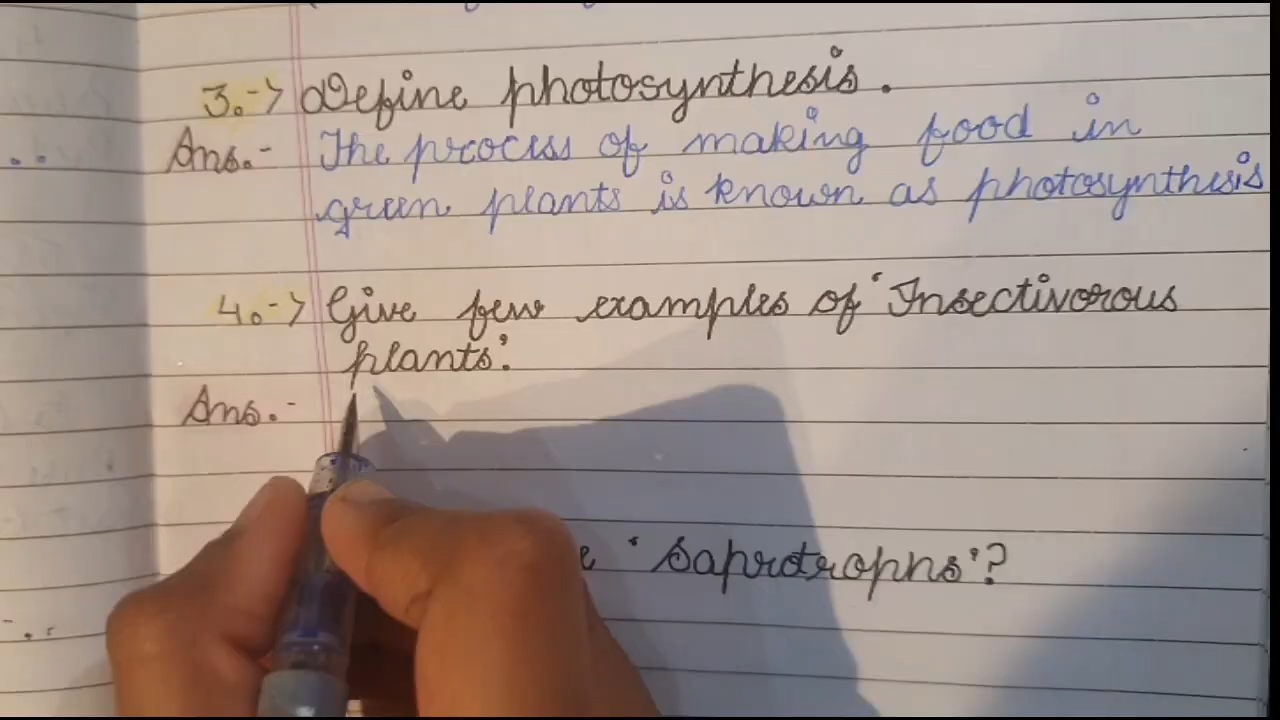 3.-> Define photosynthesis.
Ans.- The process of making food in
green plants is known as photosynthesis
4.-> Give few examples of 'Insectivorous
plants'.
Ans.-
'Saprotrophs'?